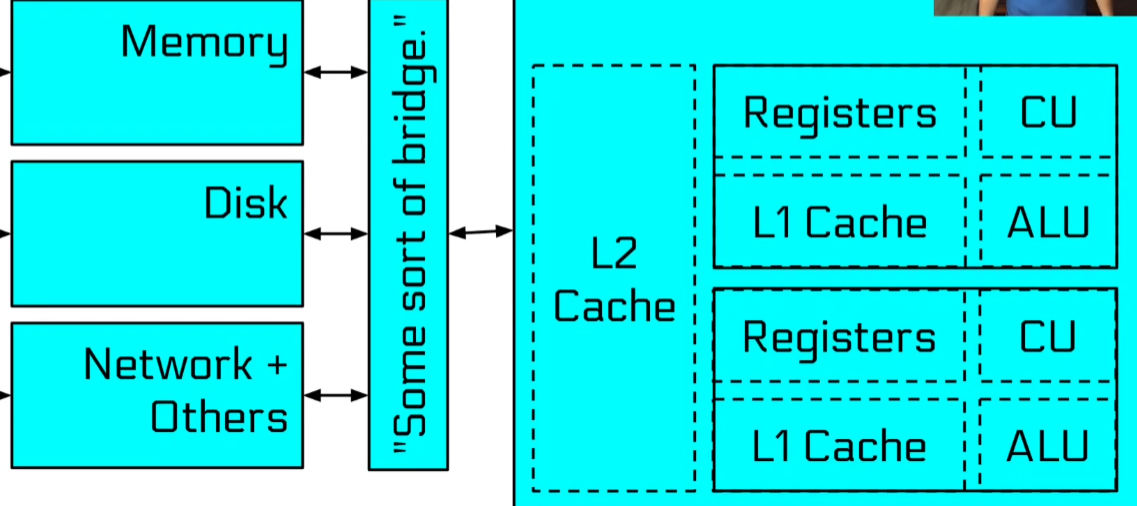 Memory
Disk
Network +
Others
"Some sort of bridge."
L2
Cache
Registers
CU
L1 Cache
ALU
Registers
CU
L1 Cache
ALU